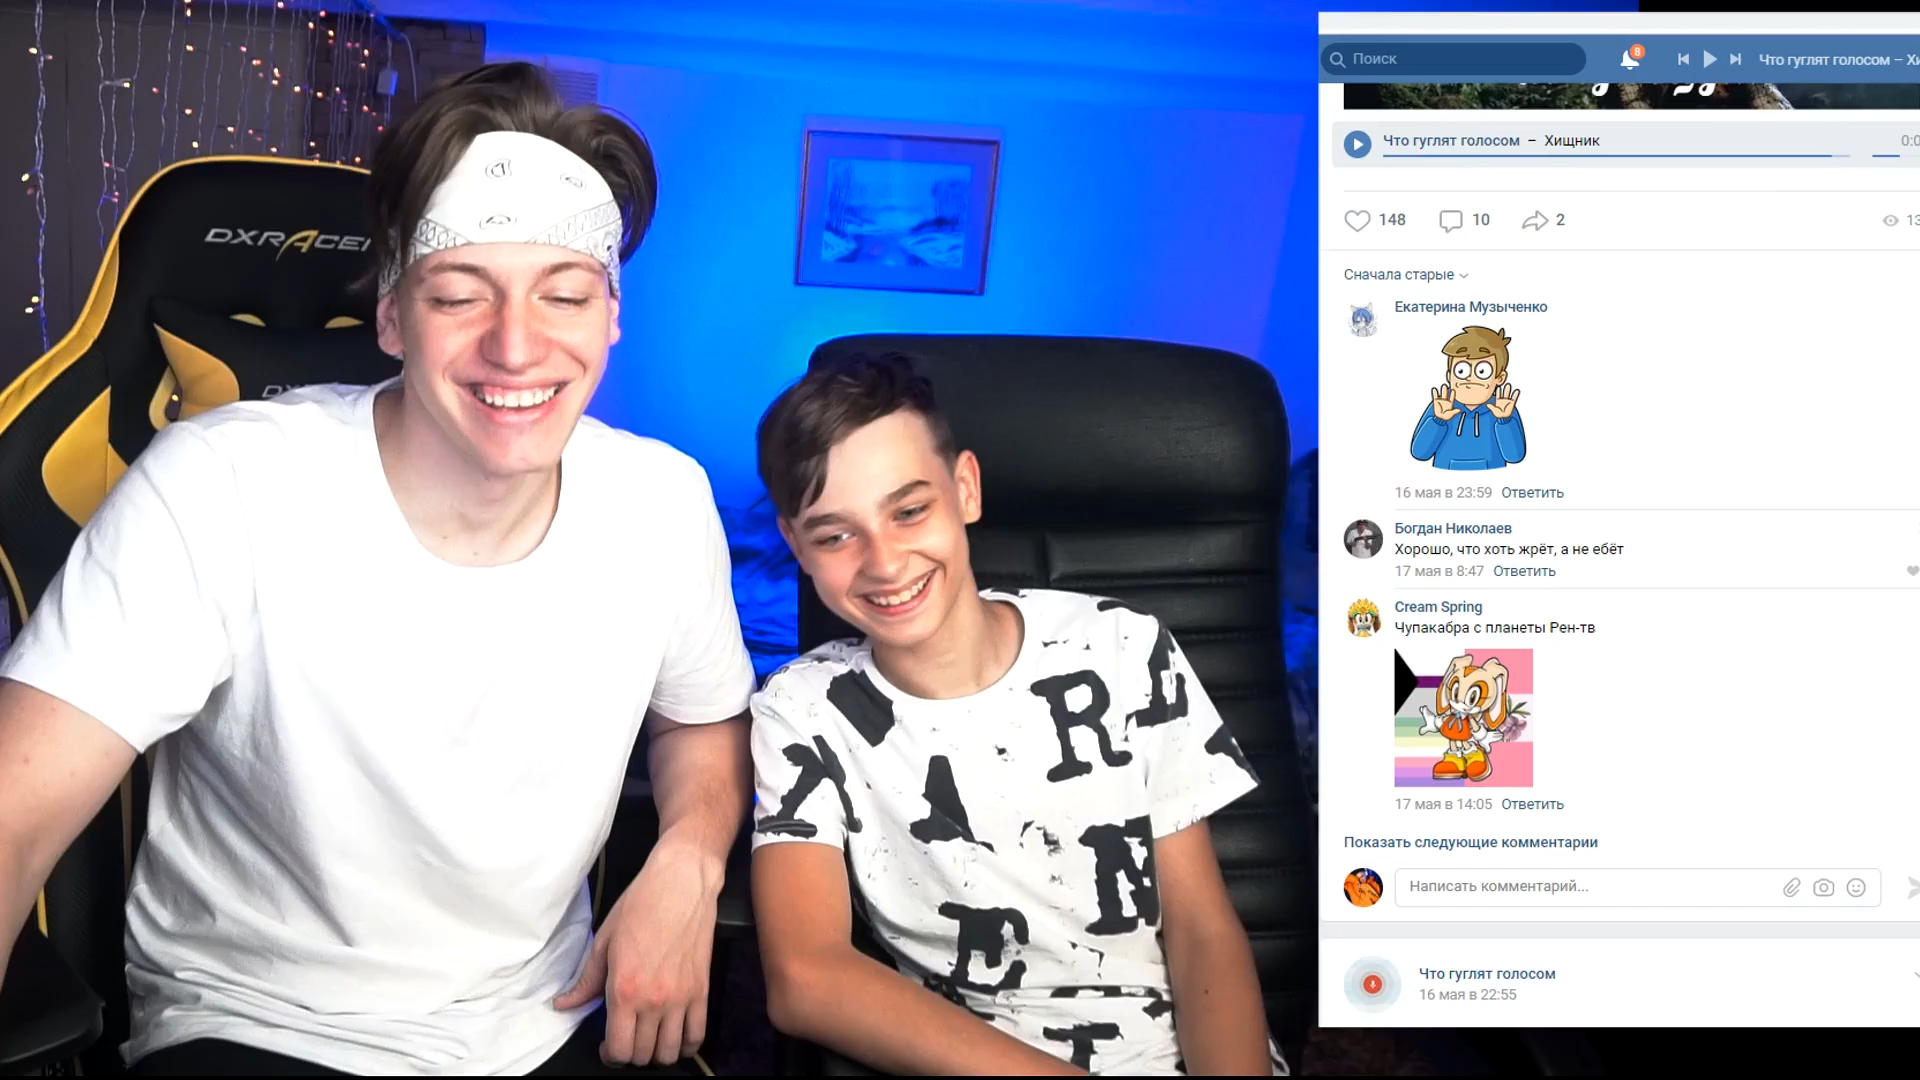 DXRACER
Поиск
8
Что гуглят голосом –
Что гуглят голосом – Хищник
148
10
2
Сначала старые
Екатерина Музыченко
16 мая в 23:59 Ответить
Богдан Николаев
Хорошо, что хоть жрёт, а не ебёт
17 мая в 8:47 Ответить
Cream Spring
Чупакабра с планеты Рен-тв
17 мая в 14:05 Ответить
Показать следующие комментарии
Написать комментарий...
Что гуглят голосом
16 мая в 22:55